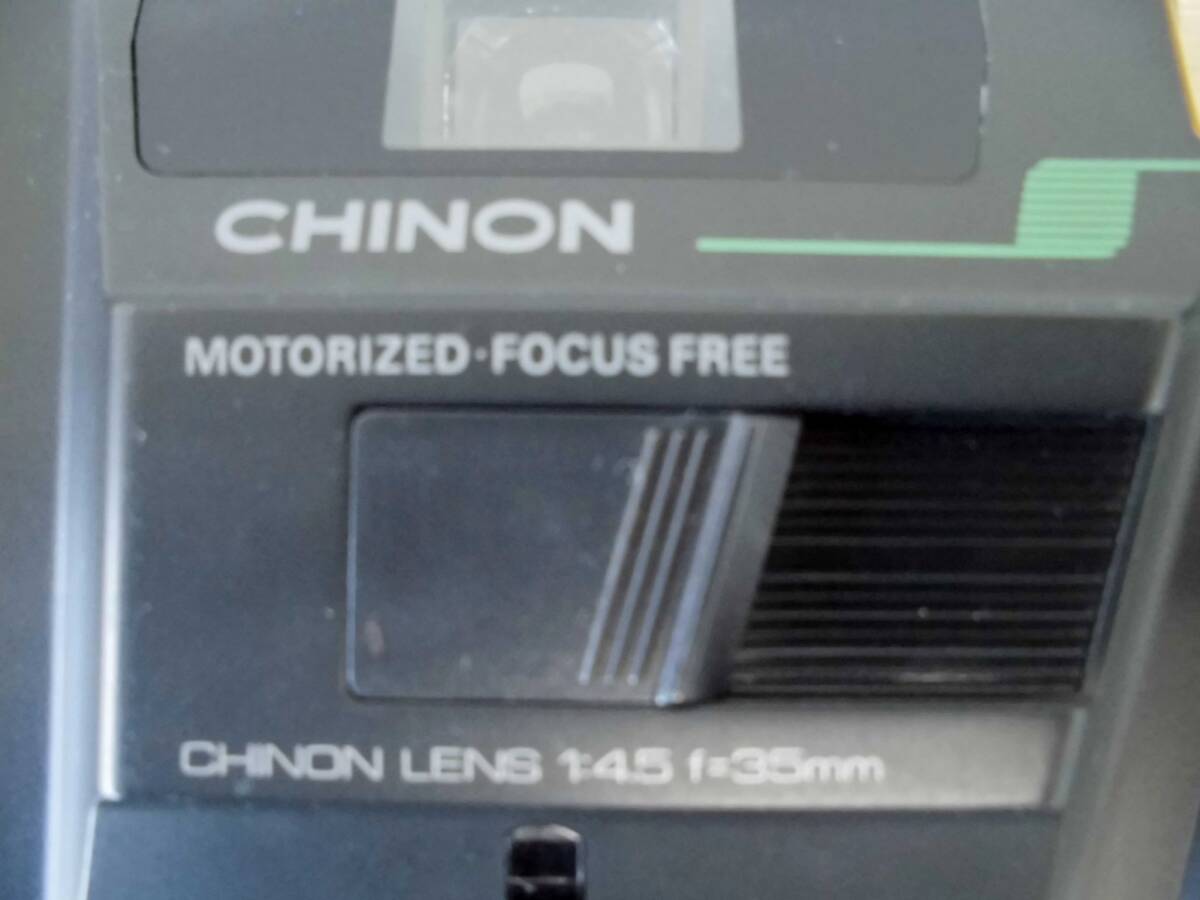 CHINON
MOTORIZED·FOCUS FREE
CHINON LENS 1:4.5 f=35mm